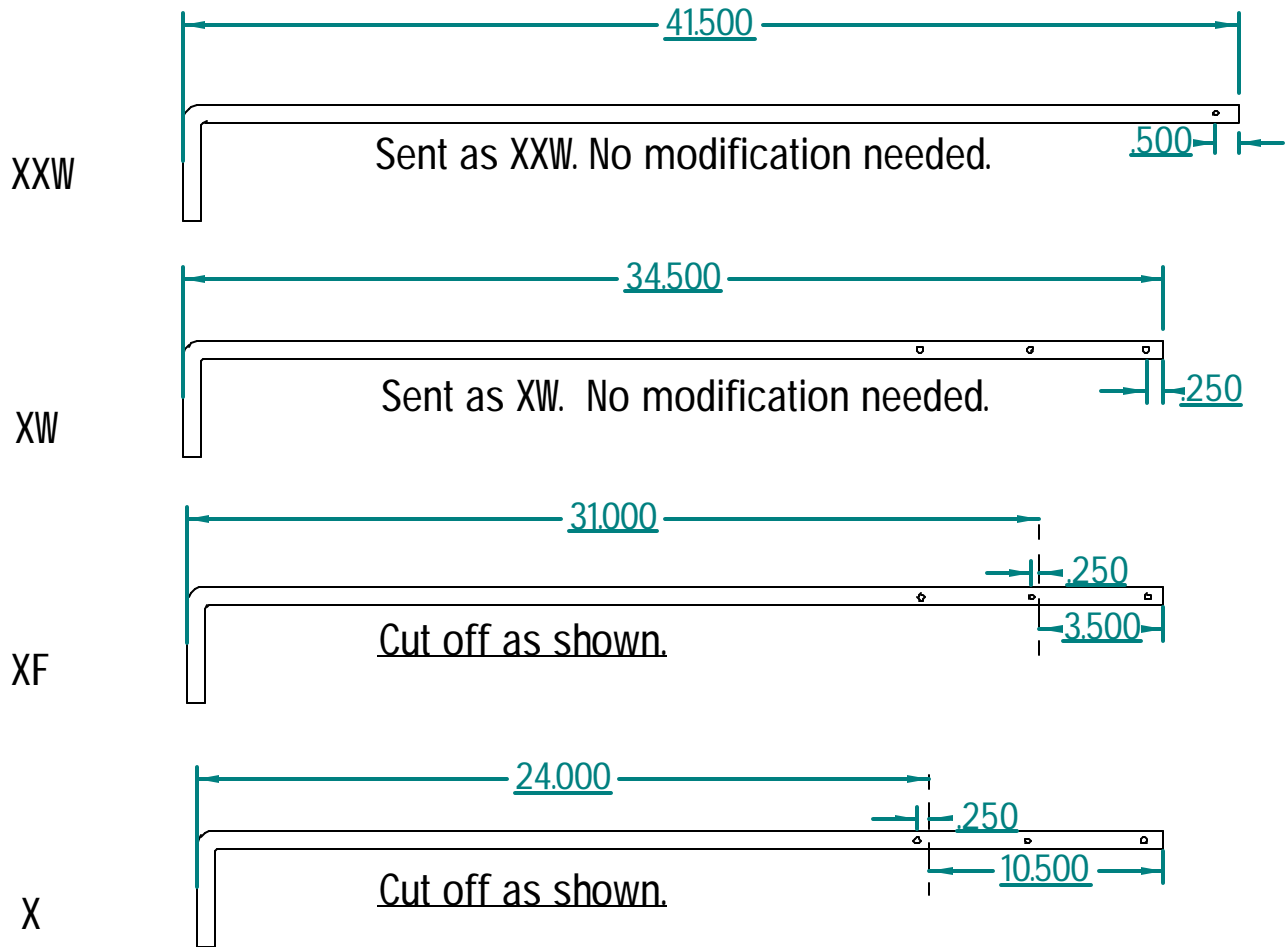 41.500
Sent as XXW. No modification needed.
.500
XXW
34.500
Sent as XW. No modification needed.
.250
XW
31.000
.250
Cut off as shown.
3.500
XF
24.000
.250
Cut off as shown.
10.500
X